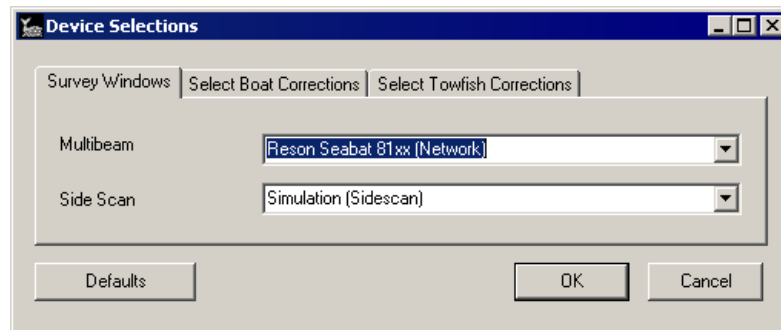 Device Selections
Survey Windows Select Boat Corrections Select Towfish Corrections
Multibeam Reson Seabat 81xx (Network)
Side Scan Simulation (Sidescan)
Defaults OK Cancel